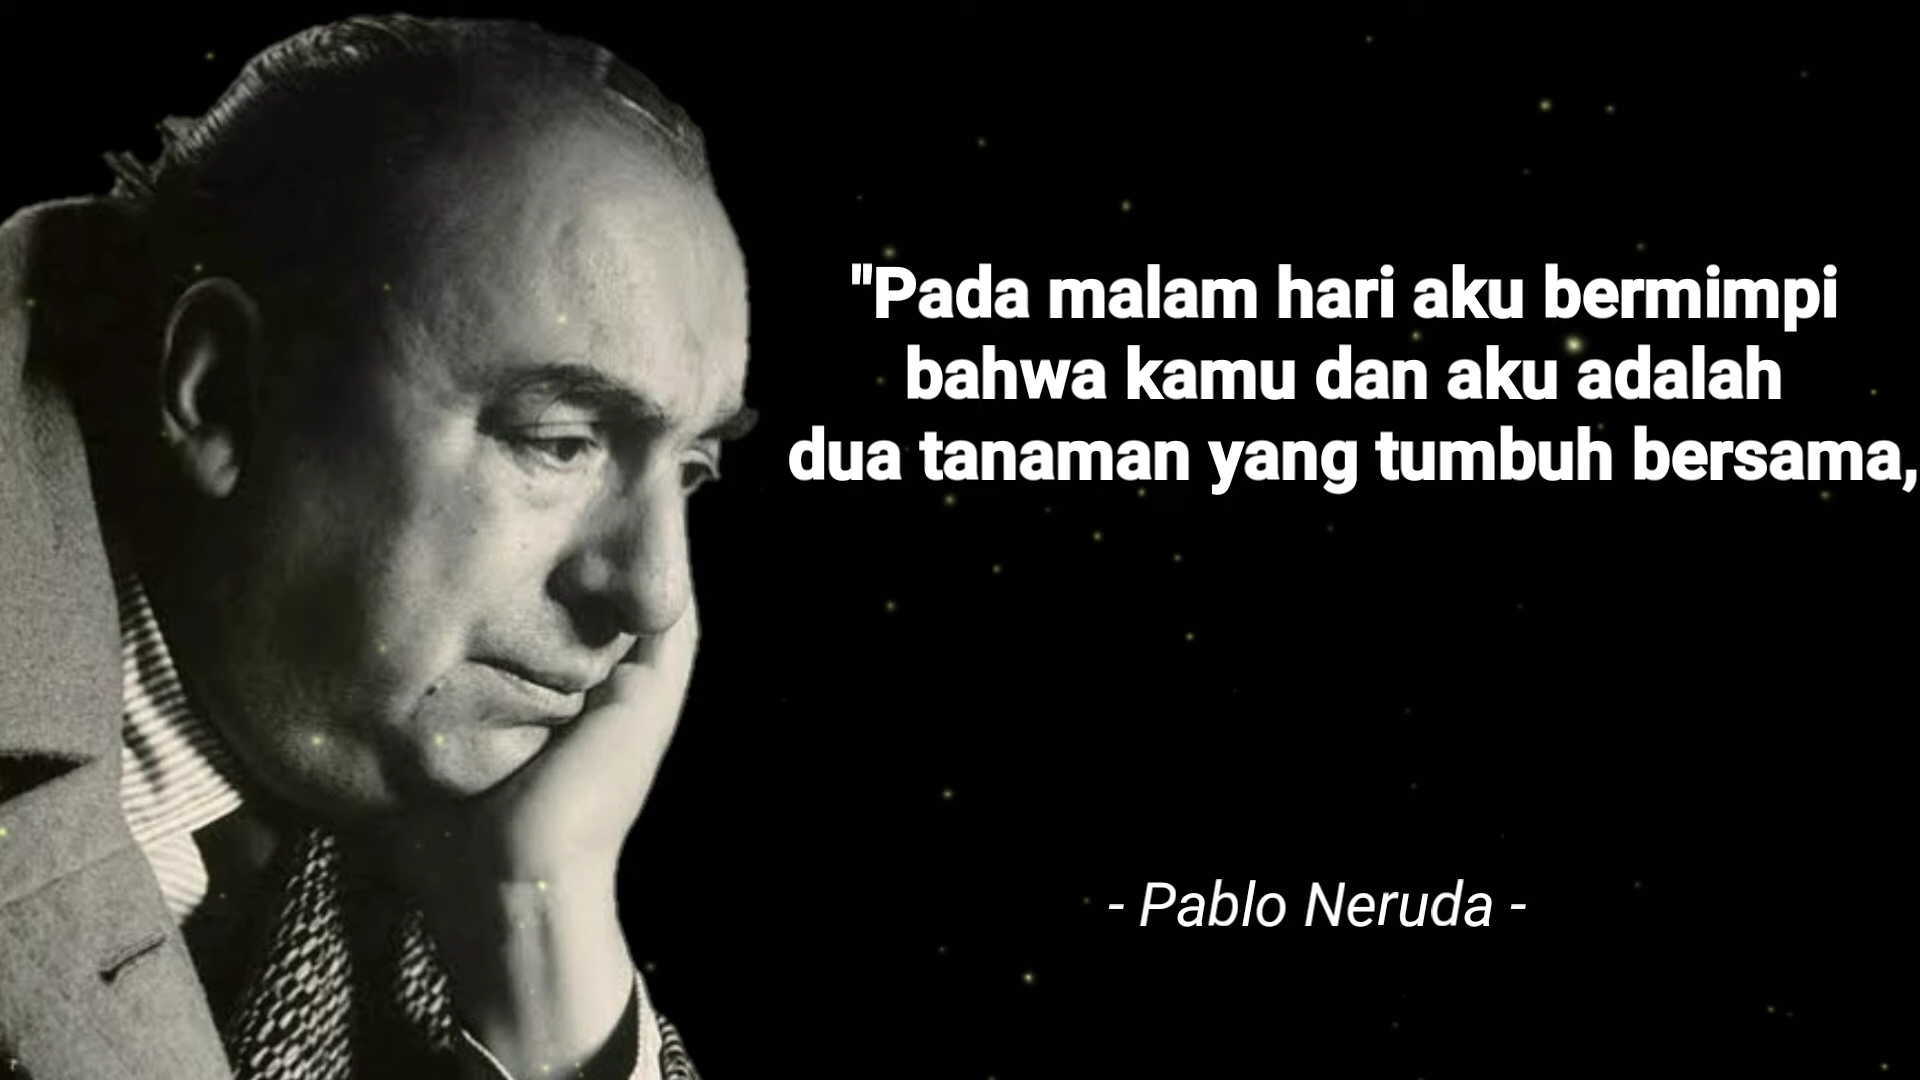 "Pada malam hari aku bermimpi
bahwa kamu dan aku adalah
dua tanaman yang tumbuh bersama,
- Pablo Neruda -